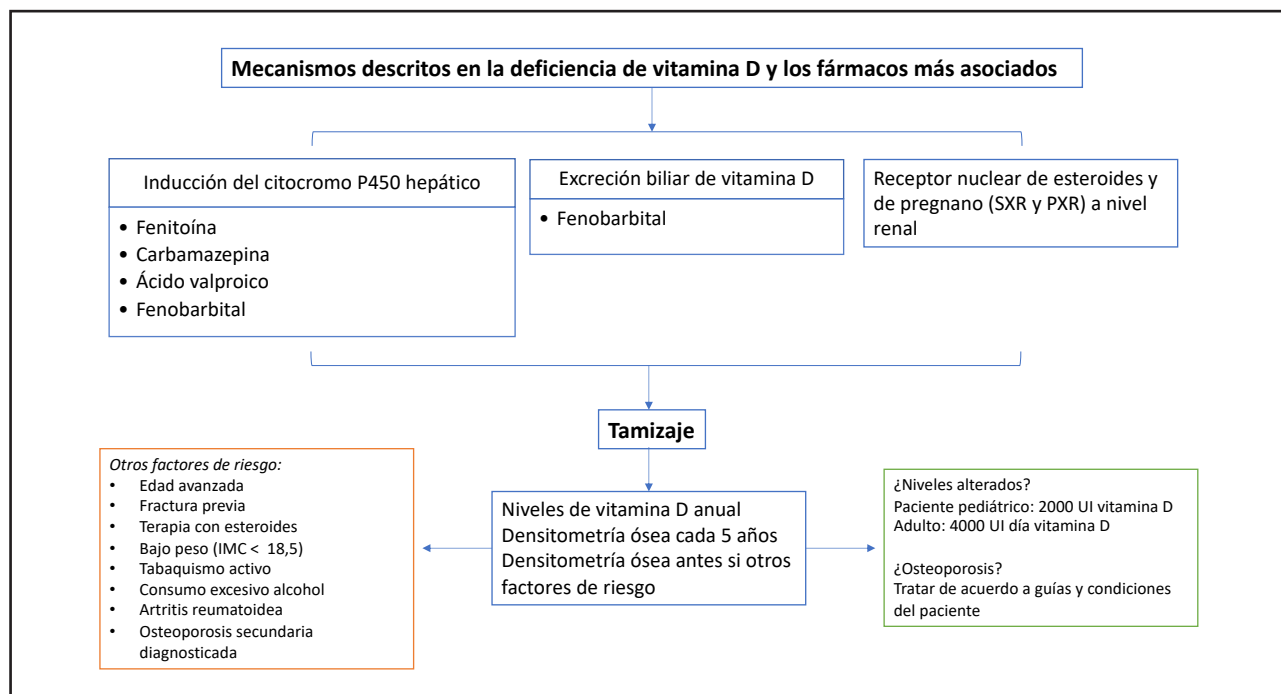 Mecanismos descritos en la deficiencia de vitamina D y los fármacos más asociados
Inducción del citocromo P450 hepático
• Fenitoína
• Carbamazepina
• Ácido valproico
• Fenobarbital
Excreción biliar de vitamina D
• Fenobarbital
Receptor nuclear de esteroides y
de pregnano (SXR y PXR) a nivel
renal
Tamizaje
Otros factores de riesgo:
• Edad avanzada
• Fractura previa
• Terapia con esteroides
• Bajo peso (IMC < 18,5)
• Tabaquismo activo
• Consumo excesivo alcohol
• Artritis reumatoidea
• Osteoporosis secundaria
diagnosticada
Niveles de vitamina D anual
Densitometría ósea cada 5 años
Densitometría ósea antes si otros
factores de riesgo
¿Niveles alterados?
Paciente pediátrico: 2000 UI vitamina D
Adulto: 4000 UI día vitamina D
¿Osteoporosis?
Tratar de acuerdo a guías y condiciones
del paciente